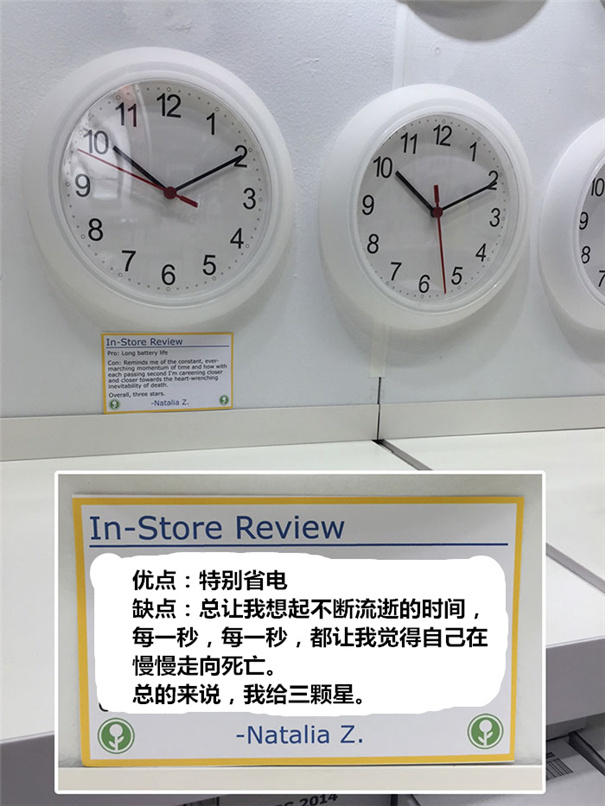 12 1 2 3 4 5 6 7 8 9 10 11
12 1 2 3 4 5 6 7 8 9 10 11
10
9
8
7
In-Store Review
Pro: Long battery life
Con: Reminds me of the constant, ever-
marching momentum of time and how with
each passing second I'm careening closer
and closer towards the heart-wrenching
inevitability of death.
Overall, three stars.
-Natalia Z.
In-Store Review
优点：特别省电
缺点：总让我想起不断流逝的时间，
每一秒，每一秒，都让我觉得自己在
慢慢走向死亡。
总的来说，我给三颗星。
-Natalia Z.
2014